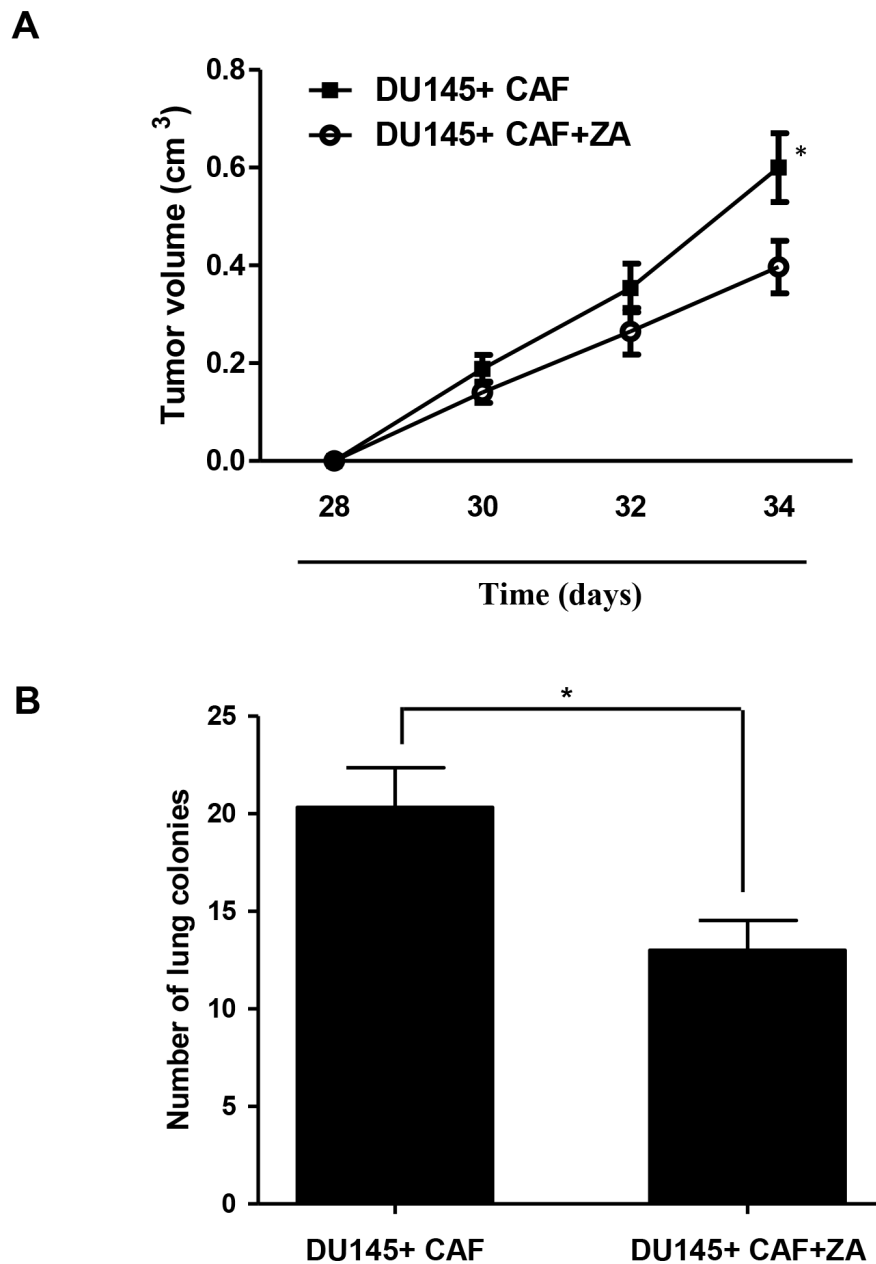 A
0.8
0.6
0.4
0.2
0.0
Tumor volume (cm 3)
DU145+ CAF
DU145+ CAF+ZA
*
28 30 32 34
Time (days)
B
*
25
20
15
10
5
0
Number of lung colonies
DU145+ CAF DU145+ CAF+ZA